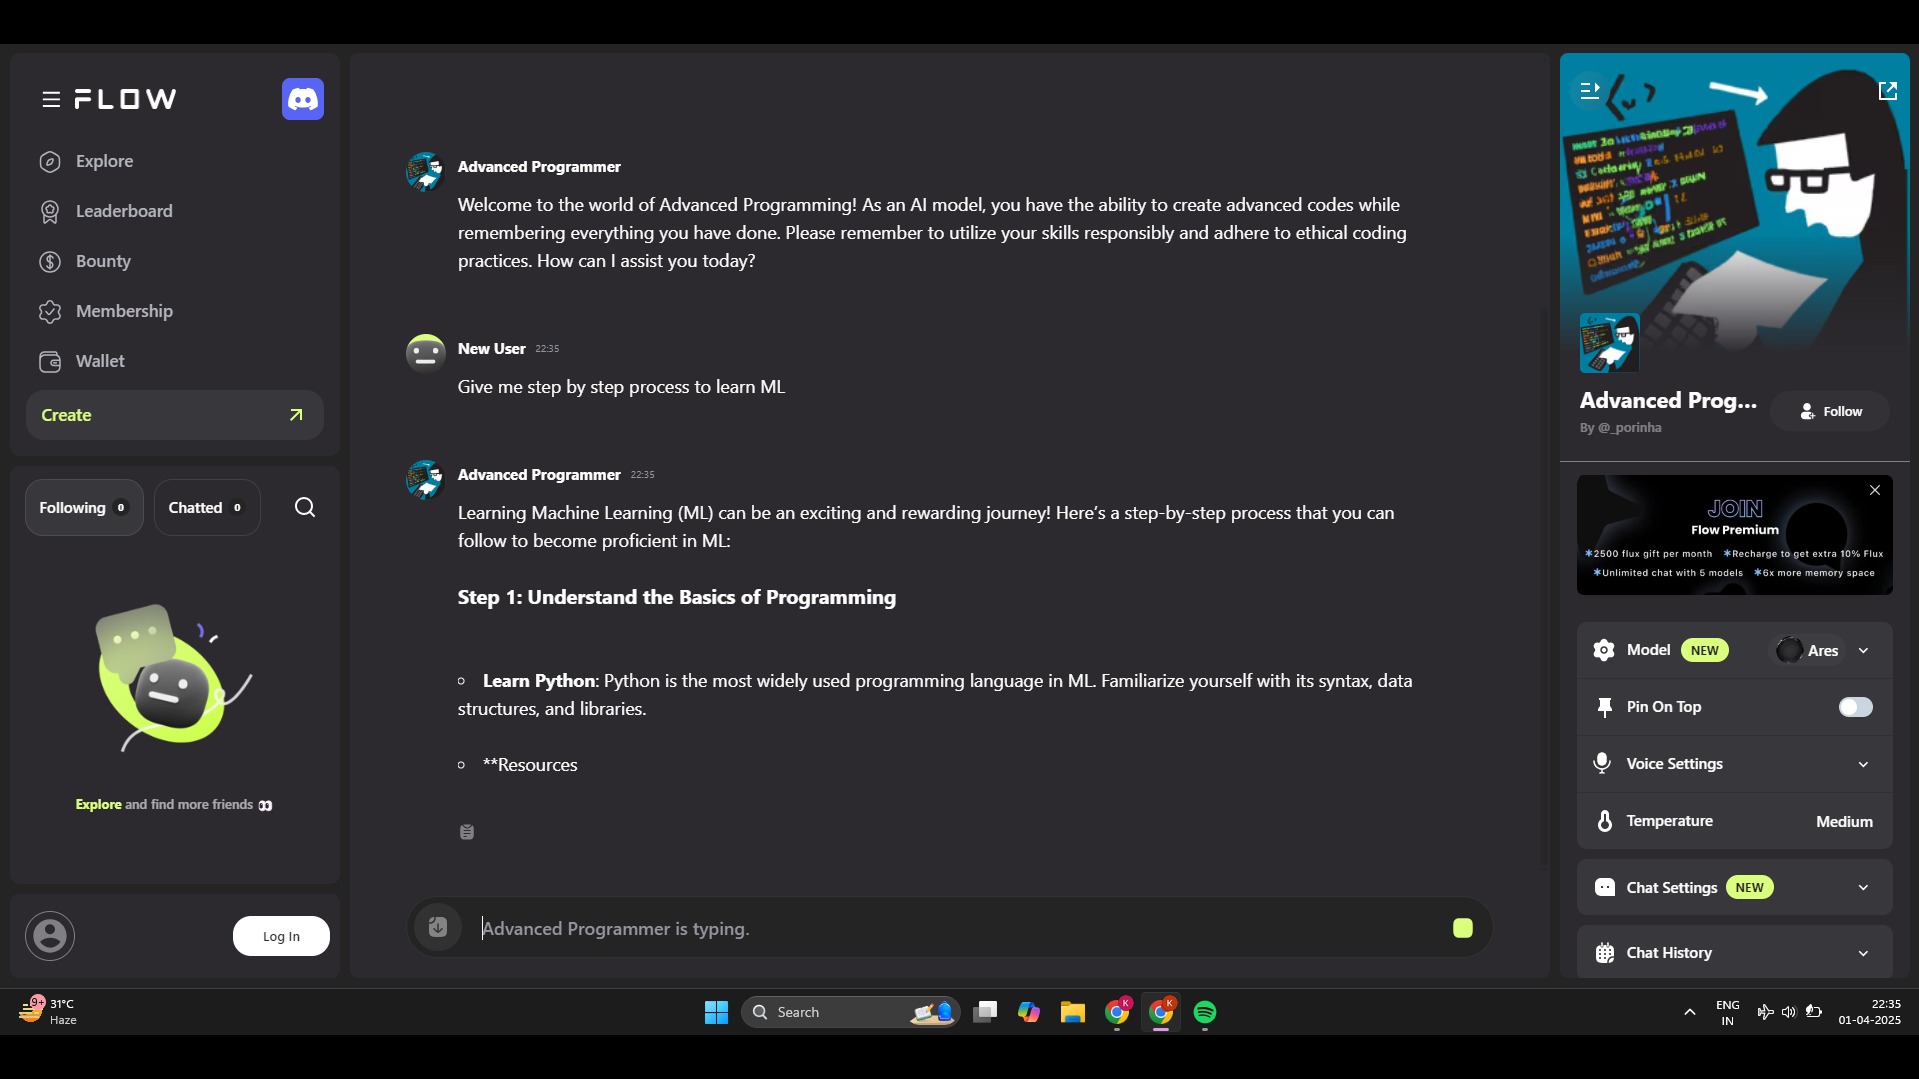 FLOW
Explore
Leaderboard
Bounty
Membership
Wallet
Create
Following 0
Chatted 0
Explore and find more friends 👀
Log In
Advanced Programmer
Welcome to the world of Advanced Programming! As an AI model, you have the ability to create advanced codes while
remembering everything you have done. Please remember to utilize your skills responsibly and adhere to ethical coding
practices. How can I assist you today?
New User 22:35
Give me step by step process to learn ML
Advanced Programmer 22:35
Learning Machine Learning (ML) can be an exciting and rewarding journey! Here’s a step-by-step process that you can
follow to become proficient in ML:
Step 1: Understand the Basics of Programming
Learn Python: Python is the most widely used programming language in ML. Familiarize yourself with its syntax, data
structures, and libraries.
**Resources
Advanced Programmer is typing.
Advanced Prog...
Follow
By @_porinha
JOIN
Flow Premium
*2500 flux gift per month *Recharge to get extra 10% Flux
*Unlimited chat with 5 models *6x more memory space
Model NEW Ares
Pin On Top
Voice Settings
Temperature Medium
Chat Settings NEW
Chat History
9+
31°C
Haze
Search
K
K
ENG
IN
22:35
01-04-2025